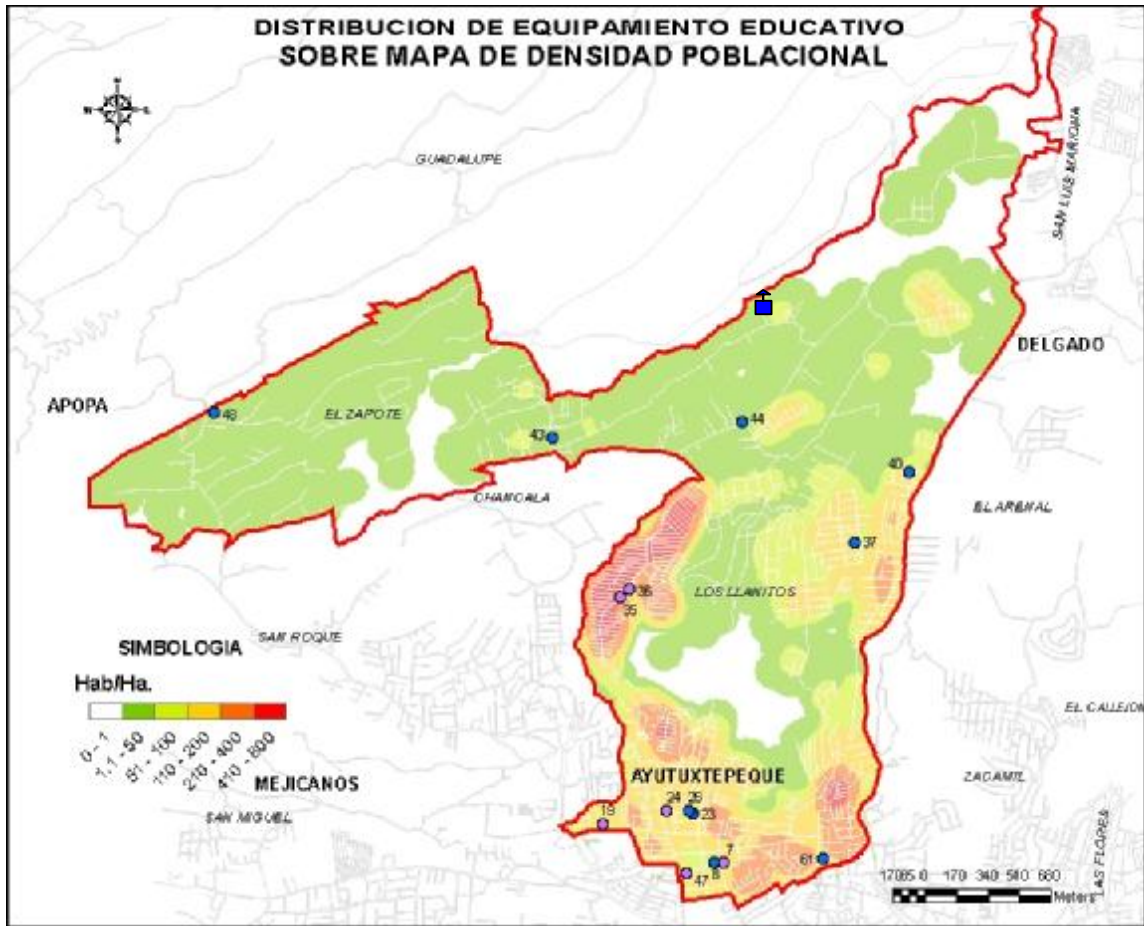 DISTRIBUCION DE EQUIPAMIENTO EDUCATIVO
SOBRE MAPA DE DENSIDAD POBLACIONAL
N
GUADALUPE
SAN LUIS MARIONA
DELGADO
APOPA
48
EL ZAPOTE
43
44
40
CHANCALA
EL ARENAL
37
36
35
LOS LLANITOS
SAN ROQUE
SIMBOLOGIA
Hab/Ha.
0 - 1
1.1 - 50
51 - 100
110 - 200
210 - 400
410 - 800
EL CALLEJON
ZACAMIL
MEJICANOS
AYUTUXTEPEQUE
SAN MIGUEL
19
24
26
23
7
8
47
61
LAS FLORES
170 340 510 680
Meters